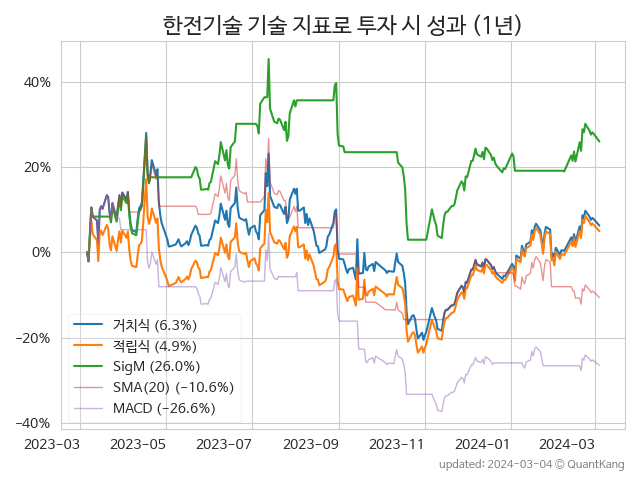 한전기술 기술 지표로 투자 시 성과 (1년)
40%
20%
0%
−20%
−40%
거치식 (6.3%)
적립식 (4.9%)
SigM (26.0%)
SMA(20) (−10.6%)
MACD (−26.6%)
2023-03 2023-05 2023-07 2023-09 2023-11 2024-01 2024-03
updated: 2024-03-04 © QuantKang